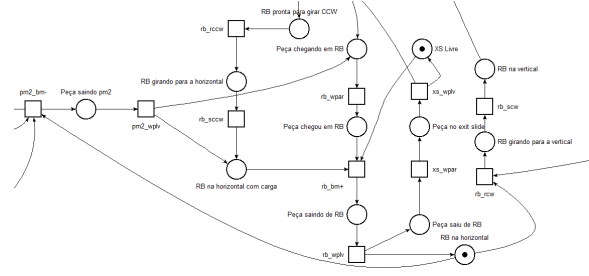 RB pronta para girar CCW
rb_rccw
Peça chegando em RB
XS Livre
RB na vertical
RB girando para a horizontal
pm2_bm-
Peça saindo pm2
rb_wpar
xs_wplv
rb_scw
rb_sccw
pm2_wplv
Peça chegou em RB
Peça no exit slide
RB girando para a vertical
RB na horizontal com carga
rb_bm+
xs_wpar
rb_rcw
Peça saindo de RB
Peça saiu de RB
RB na horizontal
rb_wplv